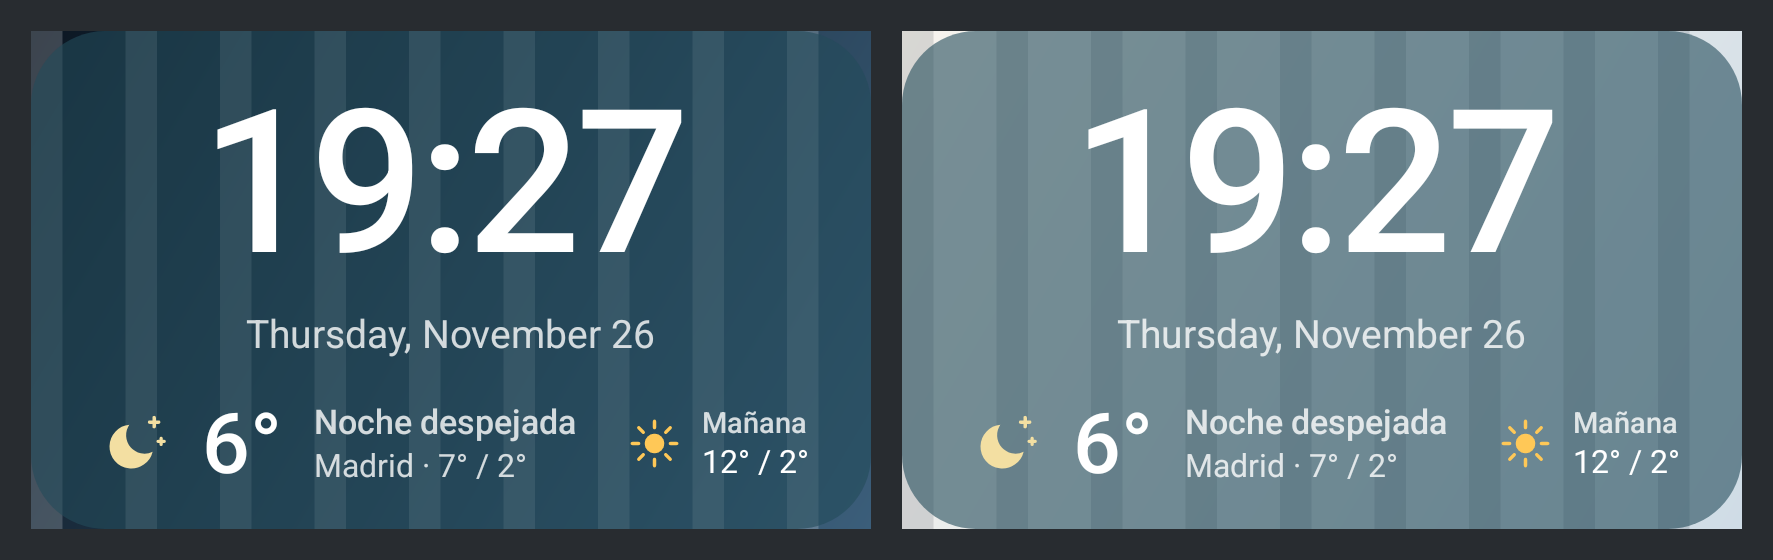 19:27
Thursday, November 26
6°
Noche despejada
Madrid · 7° / 2°
Mañana
12° / 2°
19:27
Thursday, November 26
6°
Noche despejada
Madrid · 7° / 2°
Mañana
12° / 2°